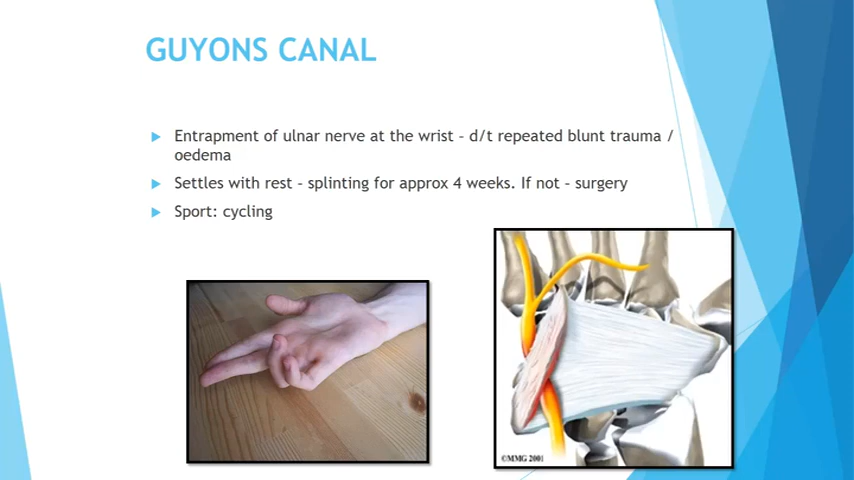 GUYONS CANAL
Entrapment of ulnar nerve at the wrist – d/t repeated blunt trauma /
oedema
Settles with rest – splinting for approx 4 weeks. If not – surgery
Sport: cycling
©MMG 2001